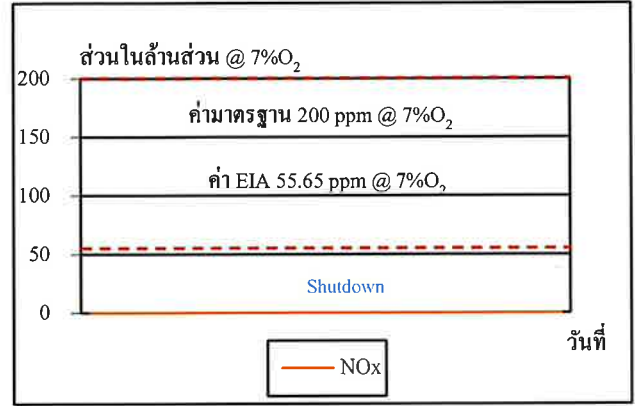 ส่วนในล้านส่วน @ 7%O₂
200
ค่ามาตรฐาน 200 ppm @ 7%O₂
150
ค่า EIA 55.65 ppm @ 7%O₂
100
50
Shutdown
0
วันที่
NOx